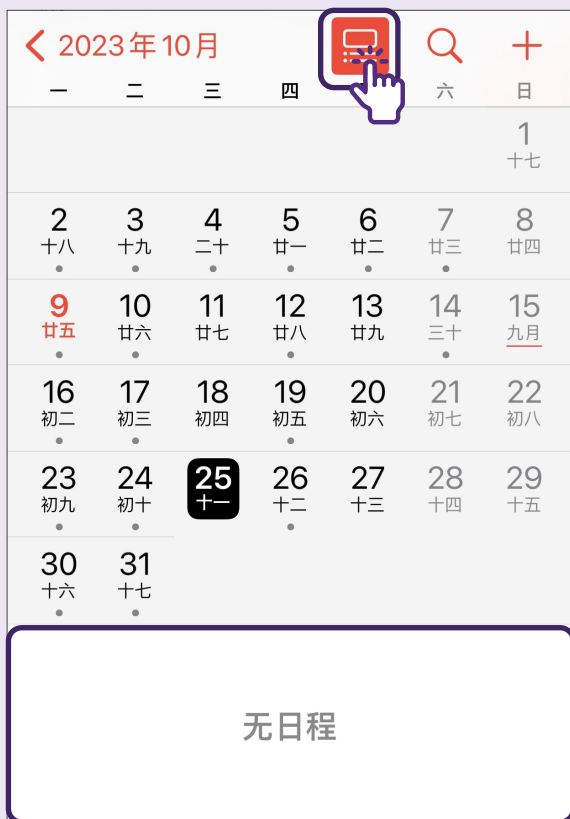 2023年10月
一 二 三 四 六 日
1
十七
2 3 4 5 6 7 8
十八 十九 二十 廿一 廿二 廿三 廿四
9 10 11 12 13 14 15
廿五 廿六 廿七 廿八 廿九 三十 九月
16 17 18 19 20 21 22
初二 初三 初四 初五 初六 初七 初八
23 24 25 26 27 28 29
初九 初十 十一 十二 十三 十四 十五
30 31
十六 十七
无日程